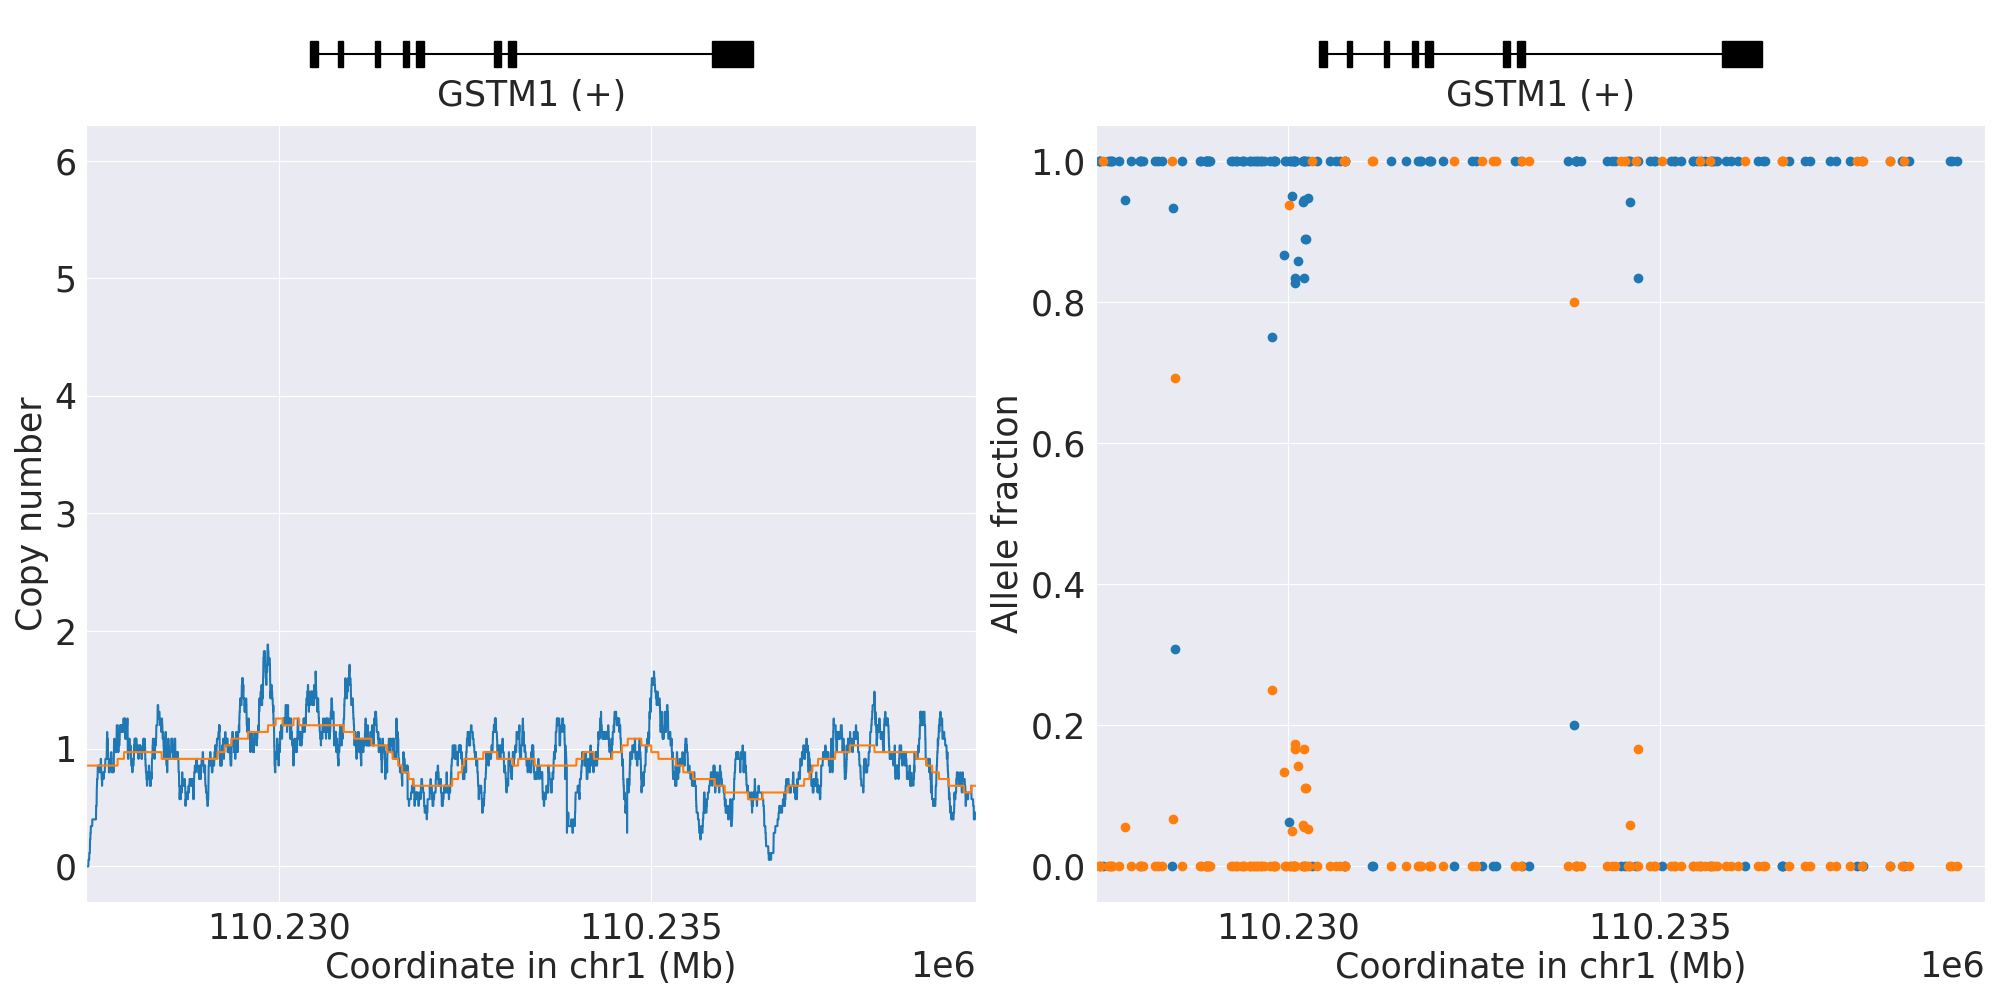 GSTM1 (+)
6
5
4
3
2
1
0
Copy number
110.230
110.235
Coordinate in chr1 (Mb)
1e6
GSTM1 (+)
1.0
0.8
0.6
0.4
0.2
0.0
Allele fraction
110.230
110.235
Coordinate in chr1 (Mb)
1e6